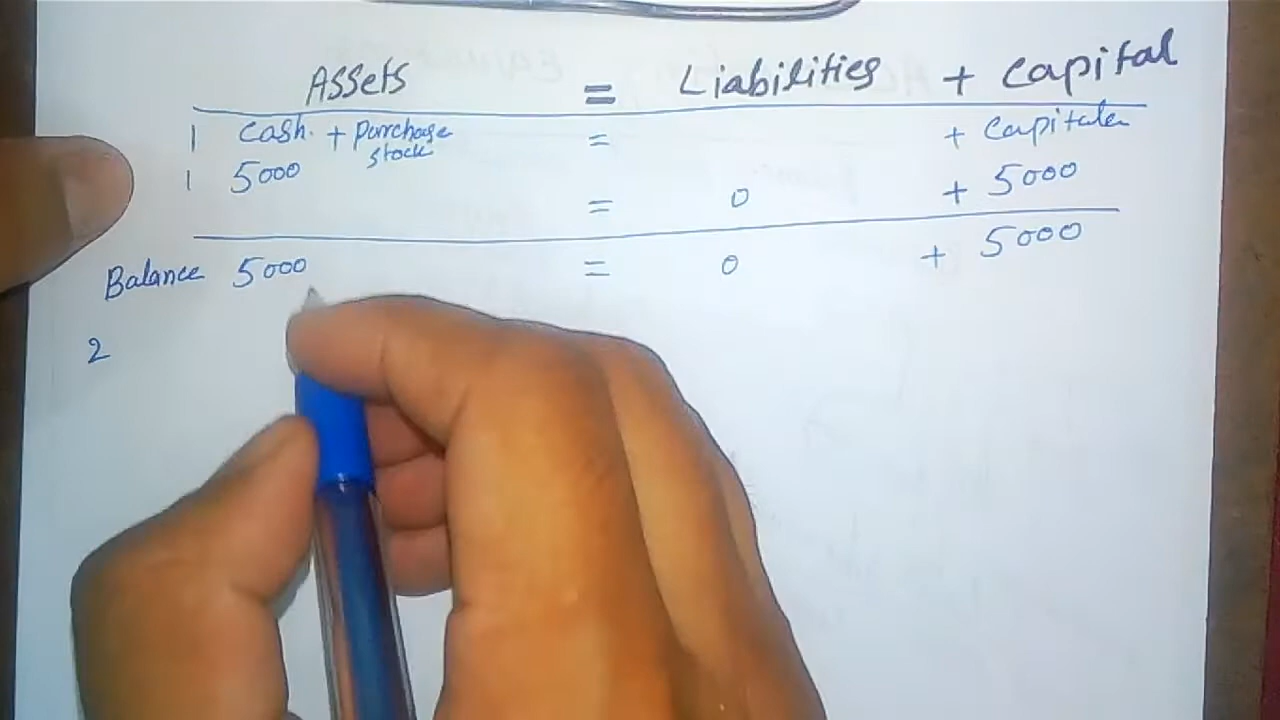 Assets = Liabilities + Capital
1 Cash. + Purchase stock = + Capital
1 5000
= 0 + 5000
Balance 5000 = 0 + 5000
2